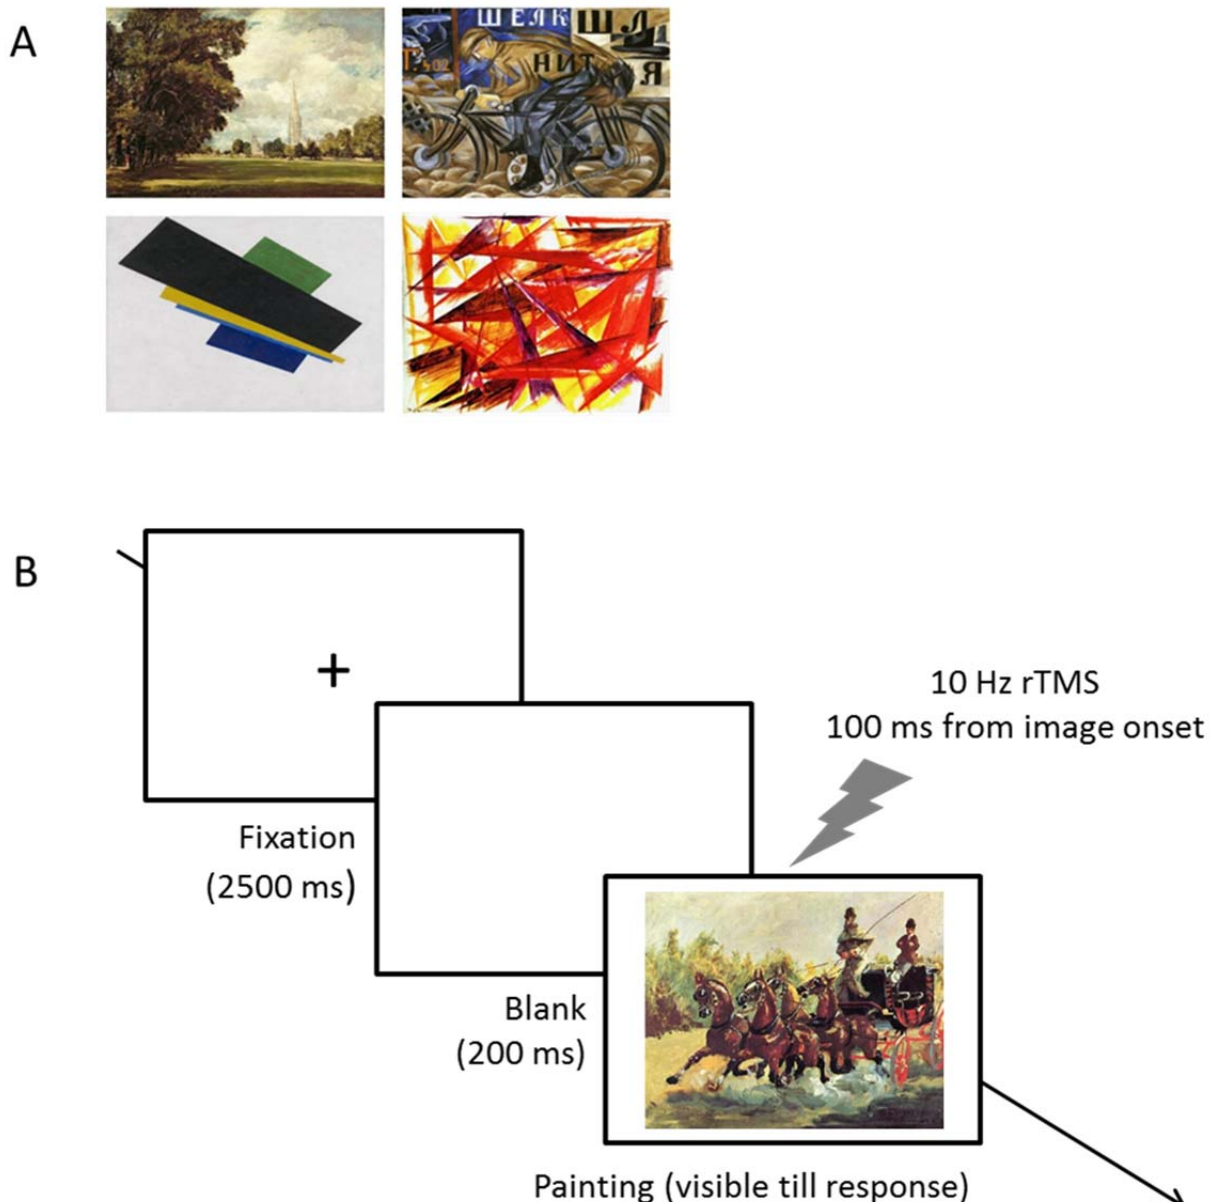 A
ШЕЛК
ШЛЯ
НИТ
Я
B
10 Hz rTMS
100 ms from image onset
Fixation
(2500 ms)
Blank
(200 ms)
Painting (visible till response)